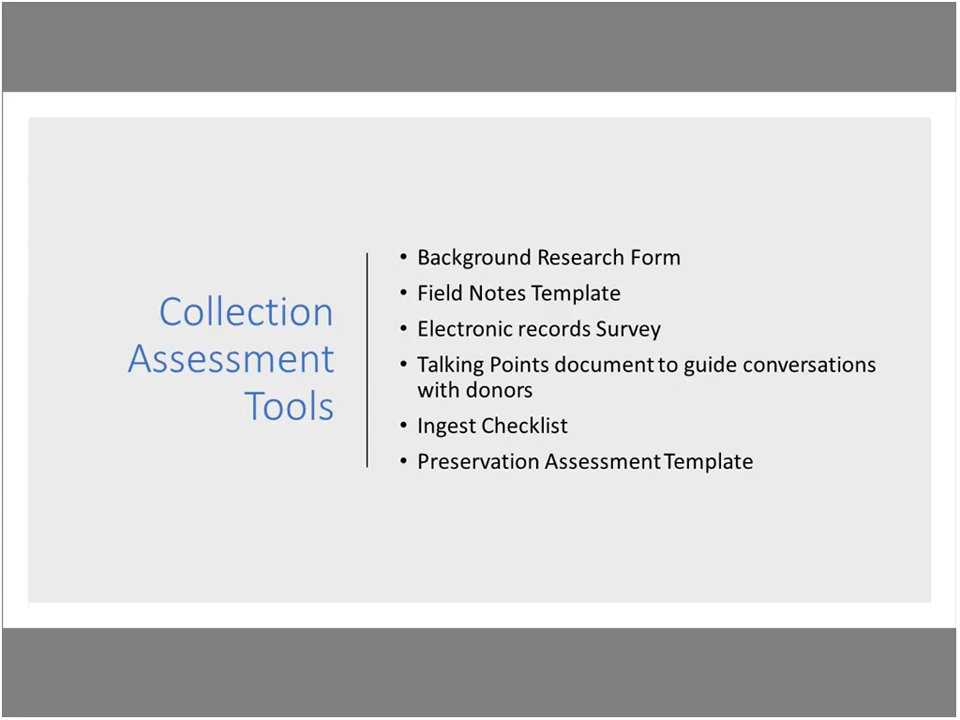 Collection
Assessment
Tools
• Background Research Form
• Field Notes Template
• Electronic records Survey
• Talking Points document to guide conversations
with donors
• Ingest Checklist
• Preservation Assessment Template